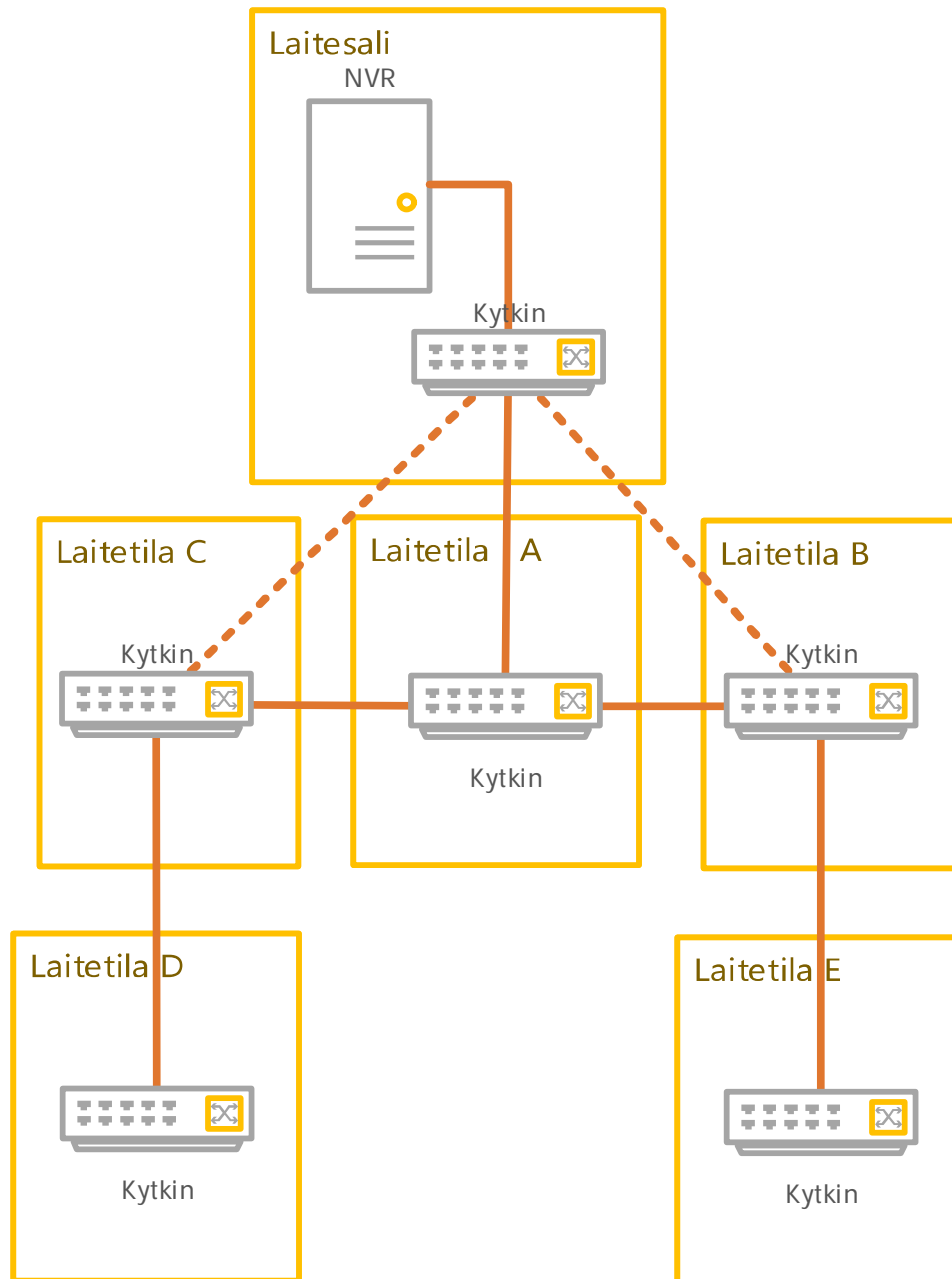 Laitesali
NVR
Kytkin
Laitetila C
Laitetila A
Laitetila B
Kytkin
Kytkin
Kytkin
Laitetila D
Laitetila E
Kytkin
Kytkin